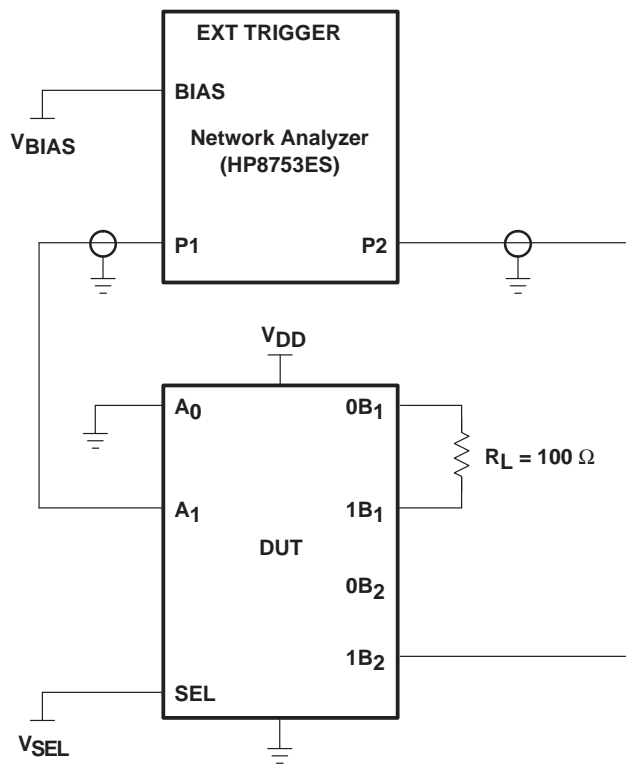 EXT TRIGGER
BIAS
VBIAS
Network Analyzer
(HP8753ES)
P1
P2
VDD
A0
0B1
RL = 100 Ω
A1
1B1
DUT
0B2
1B2
SEL
VSEL